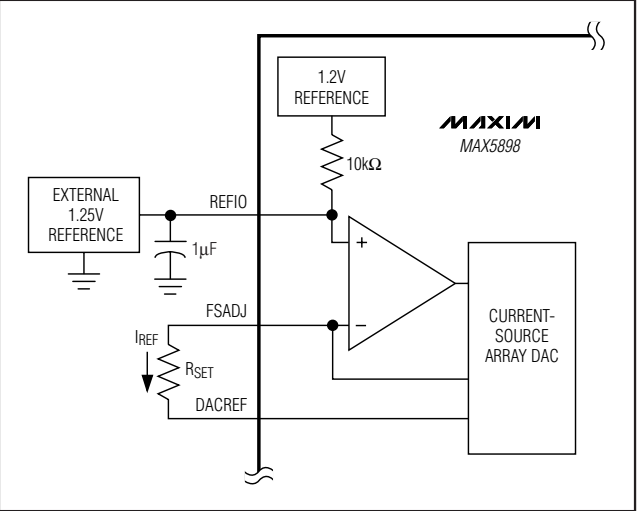 1.2V
REFERENCE
MAXIM
MAX5898
10kΩ
EXTERNAL
1.25V
REFERENCE
REFIO
1µF
+
FSADJ
−
CURRENT-
SOURCE
ARRAY DAC
IREF
RSET
DACREF